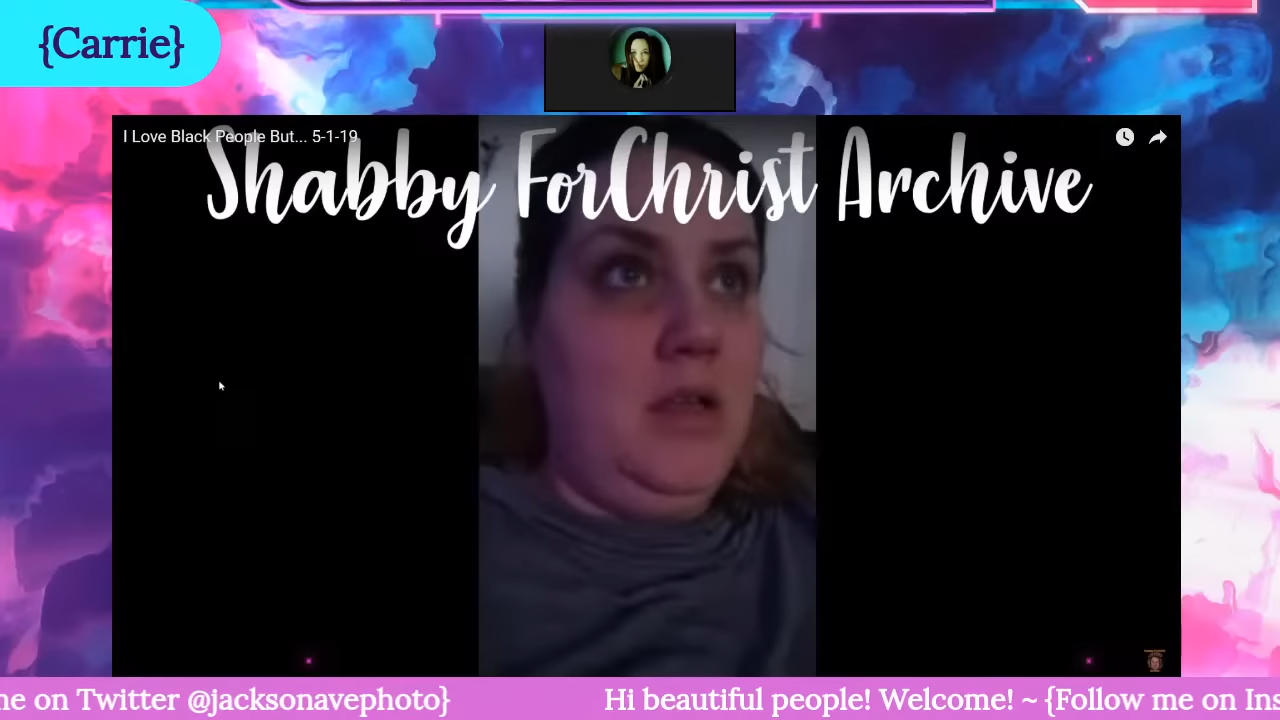 {Carrie}
I Love Black People But... 5-1-19
Shabby ForChrist Archive
me on Twitter @jacksonavephoto}
Hi beautiful people! Welcome! ~ {Follow me on Ins